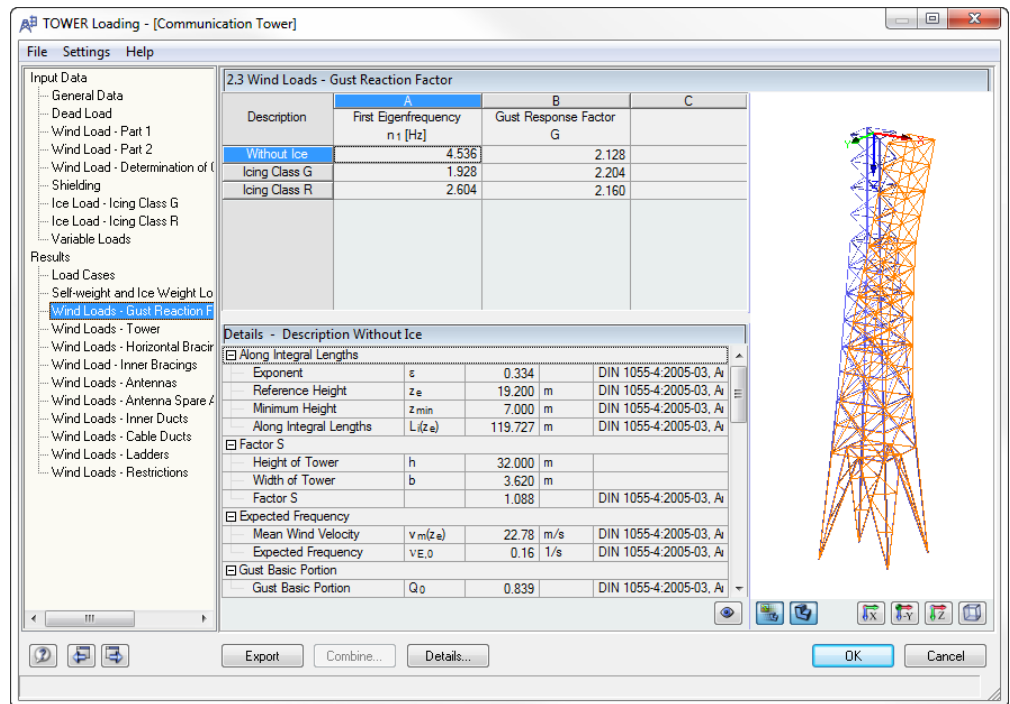 TOWER Loading - [Communication Tower]
File Settings Help
Input Data
General Data
Dead Load
Wind Load - Part 1
Wind Load - Part 2
Wind Load - Determination of
Shielding
Ice Load - Icing Class G
Ice Load - Icing Class R
Variable Loads
Results
Load Cases
Self-weight and Ice Weight Lo
Wind Loads - Gust Reaction F
Wind Loads - Tower
Wind Loads - Horizontal Bracin
Wind Load - Inner Bracings
Wind Loads - Antennas
Wind Loads - Antenna Spare A
Wind Loads - Inner Ducts
Wind Loads - Cable Ducts
Wind Loads - Ladders
Wind Loads - Restrictions
2.3 Wind Loads - Gust Reaction Factor
A B C
Description First Eigenfrequency Gust Response Factor
n 1 [Hz] G
Without Ice 4.536 2.128
Icing Class G 1.928 2.204
Icing Class R 2.604 2.160
Details - Description Without Ice
Along Integral Lengths
Exponent ε 0.334 DIN 1055-4:2005-03, A
Reference Height z e 19.200 m DIN 1055-4:2005-03, A
Minimum Height z min 7.000 m DIN 1055-4:2005-03, A
Along Integral Lengths L i(z e) 119.727 m DIN 1055-4:2005-03, A
Factor S
Height of Tower h 32.000 m
Width of Tower b 3.620 m
Factor S 1.088 DIN 1055-4:2005-03, A
Expected Frequency
Mean Wind Velocity v m(z e) 22.78 m/s DIN 1055-4:2005-03, A
Expected Frequency νE,0 0.16 1/s DIN 1055-4:2005-03, A
Gust Basic Portion
Gust Basic Portion Q 0 0.839 DIN 1055-4:2005-03, A
Y
X -Y Z
Export Combine... Details... OK Cancel